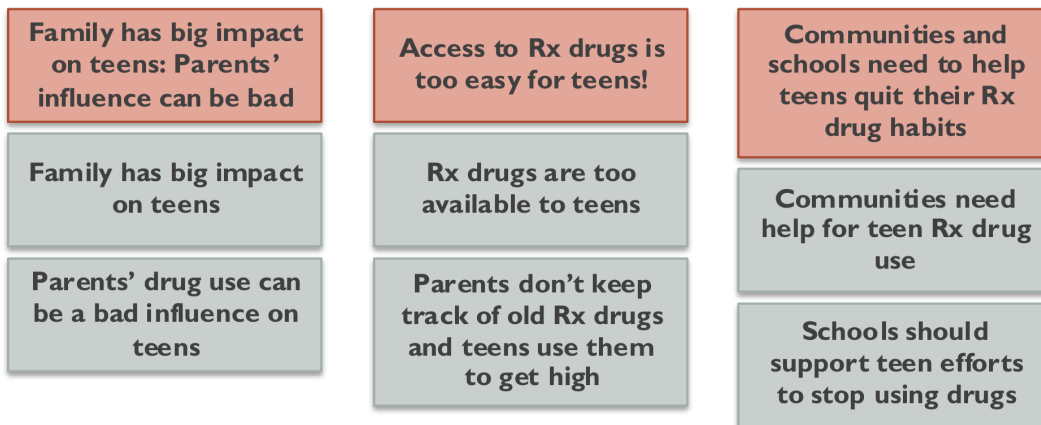 Family has big impact
on teens: Parents’
influence can be bad
Family has big impact
on teens
Parents’ drug use can
be a bad influence on
teens
Access to Rx drugs is
too easy for teens!
Rx drugs are too
available to teens
Parents don’t keep
track of old Rx drugs
and teens use them
to get high
Communities and
schools need to help
teens quit their Rx
drug habits
Communities need
help for teen Rx drug
use
Schools should
support teen efforts
to stop using drugs